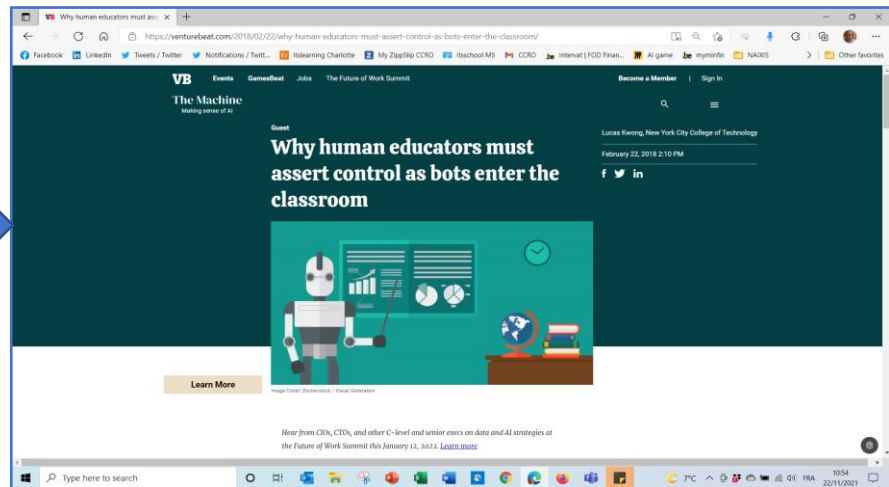 Why human educators must ass
https://venturebeat.com/2018/02/22/why-human-educators-must-assert-control-as-bots-enter-the-classroom/
Facebook LinkedIn Tweets / Twitter Notifications / Twitt... itslearning Charlotte My ZippSlip CCRO Itsschool MS CCRO Intervat | FOD Finan... AI game myminfin NAIXIS Other favorites
VB Events GamesBeat Jobs The Future of Work Summit Become a Member | Sign In
The Machine
Making sense of AI
Guest
Why human educators must
assert control as bots enter the
classroom
Lucas Kwong, New York City College of Technology
February 22, 2018 2:10 PM
Learn More
Image Credit: Shutterstock / Visual Generation
Hear from CIOs, CTOs, and other C-level and senior execs on data and AI strategies at
the Future of Work Summit this January 12, 2022. Learn more
Type here to search
7°C FRA 10:54
22/11/2021